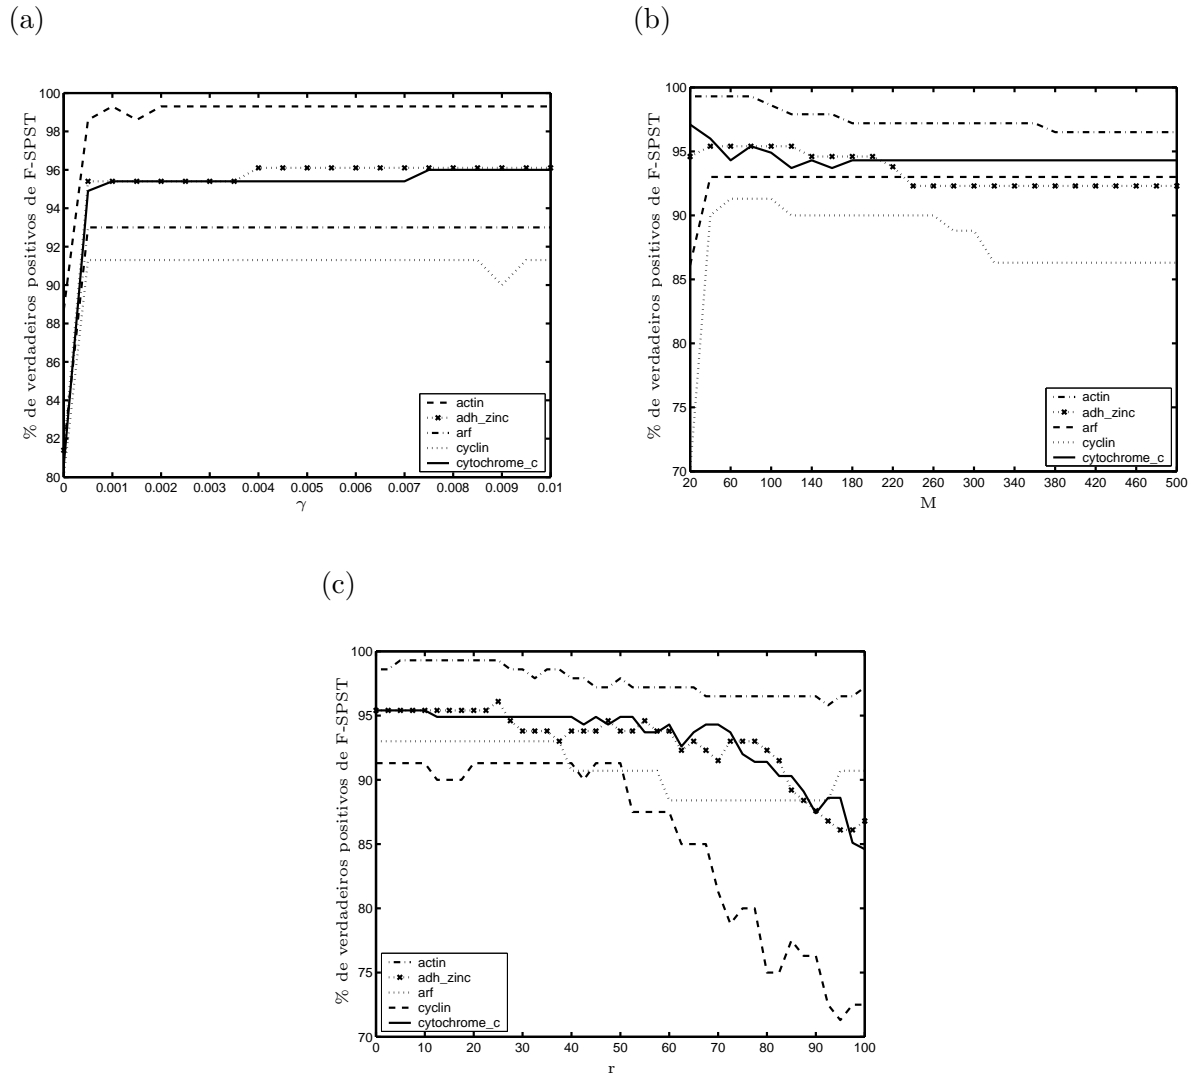 (a)
% de verdadeiros positivos de F-SPST
100
98
96
94
92
91
90
88
86
84
82
80
0 0.001 0.002 0.003 0.004 0.005 0.006 0.007 0.008 0.009 0.01
γ
actin
adh_zinc
arf
cyclin
cytochrome_c
(b)
% de verdadeiros positivos de F-SPST
100
95
90
85
80
75
70
20 60 100 140 180 220 260 300 340 380 420 460 500
M
actin
adh_zinc
arf
cyclin
cytochrome_c
(c)
% de verdadeiros positivos de F-SPST
100
95
90
85
80
75
70
0 10 20 30 40 50 60 70 80 90 100
r
actin
adh_zinc
arf
cyclin
cytochrome_c